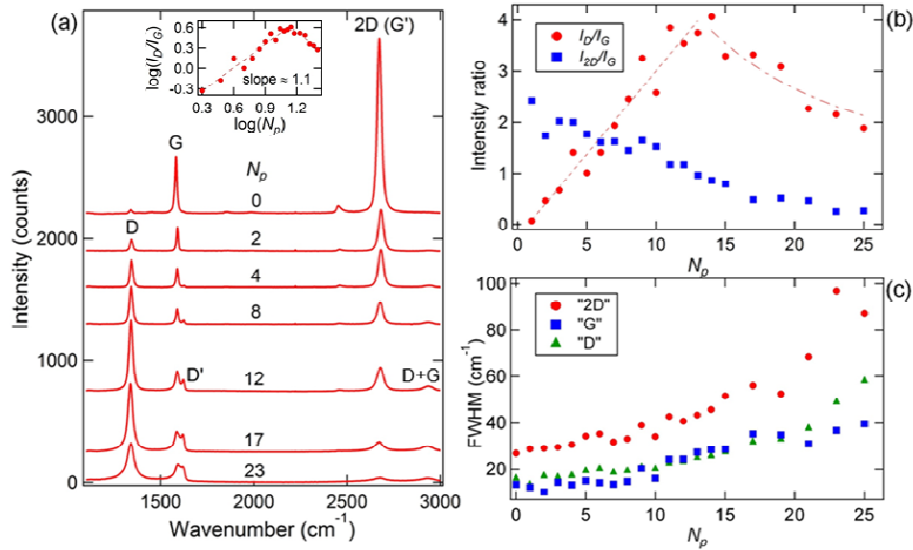 (a)
log(I_D/I_G)
0.6
0.3
0.0
-0.3
slope ≈ 1.1
0.3 0.6 0.9 1.2
log(N_p)
2D (G')
G
N_p
0
D
2
4
8
D'
12
D+G
17
23
3000
2000
1000
0
Intensity (counts)
1500 2000 2500 3000
Wavenumber (cm⁻¹)
(b)
I_D/I_G
I_2D/I_G
4
3
2
1
0
Intensity ratio
0 5 10 15 20 25
N_p
(c)
"2D"
"G"
"D"
100
80
60
40
20
FWHM (cm⁻¹)
0 5 10 15 20 25
N_p